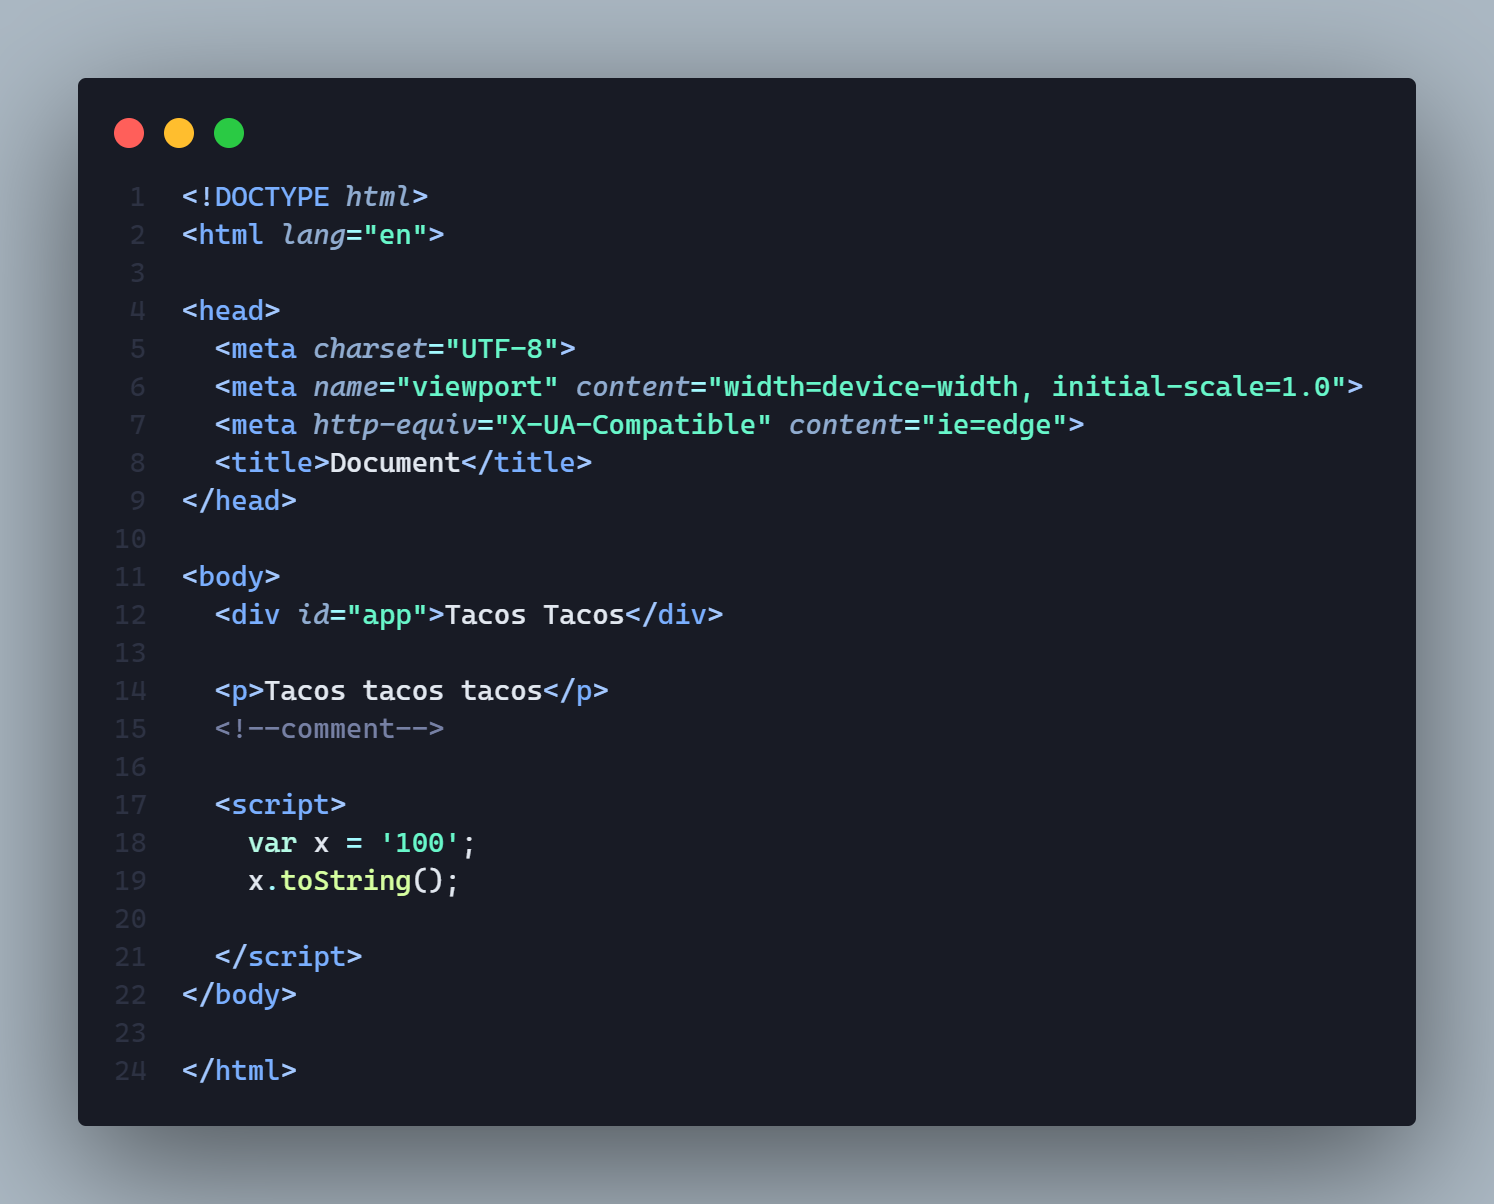 1 <!DOCTYPE html>
2 <html lang="en">
3
4 <head>
5   <meta charset="UTF-8">
6   <meta name="viewport" content="width=device-width, initial-scale=1.0">
7   <meta http-equiv="X-UA-Compatible" content="ie=edge">
8   <title>Document</title>
9 </head>
10
11 <body>
12   <div id="app">Tacos Tacos</div>
13
14   <p>Tacos tacos tacos</p>
15   <!--comment-->
16
17   <script>
18     var x = '100';
19     x.toString();
20
21   </script>
22 </body>
23
24 </html>